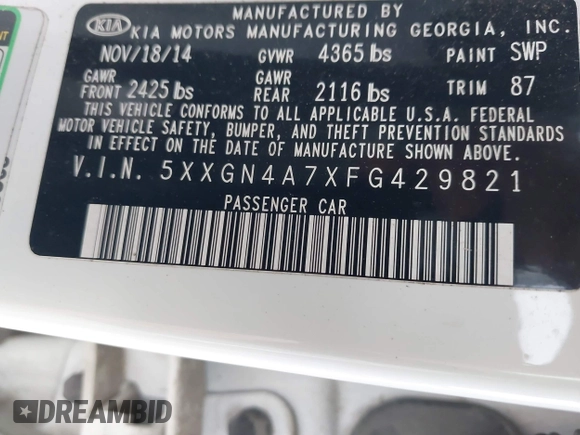 MANUFACTURED BY
KIA KIA MOTORS MANUFACTURING GEORGIA, INC.
NOV/18/14 GVWR 4365 lbs PAINT SWP
GAWR FRONT 2425 lbs GAWR REAR 2116 lbs TRIM 87
THIS VEHICLE CONFORMS TO ALL APPLICABLE U.S.A. FEDERAL
MOTOR VEHICLE SAFETY, BUMPER, AND THEFT PREVENTION STANDARDS
IN EFFECT ON THE DATE OF MANUFACTURE SHOWN ABOVE.
V.I.N. 5XXGN4A7XFG429821
PASSENGER CAR
DREAMBID